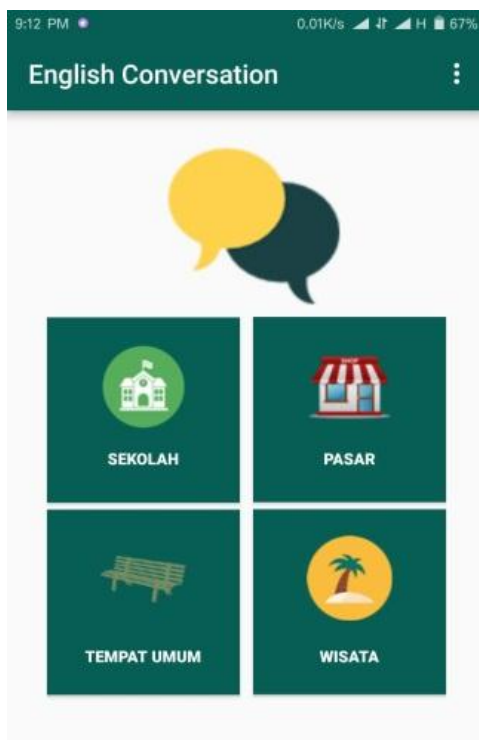 9:12 PM 0.01K/s H 67%
English Conversation
SHOP
SEKOLAH
PASAR
TEMPAT UMUM
WISATA